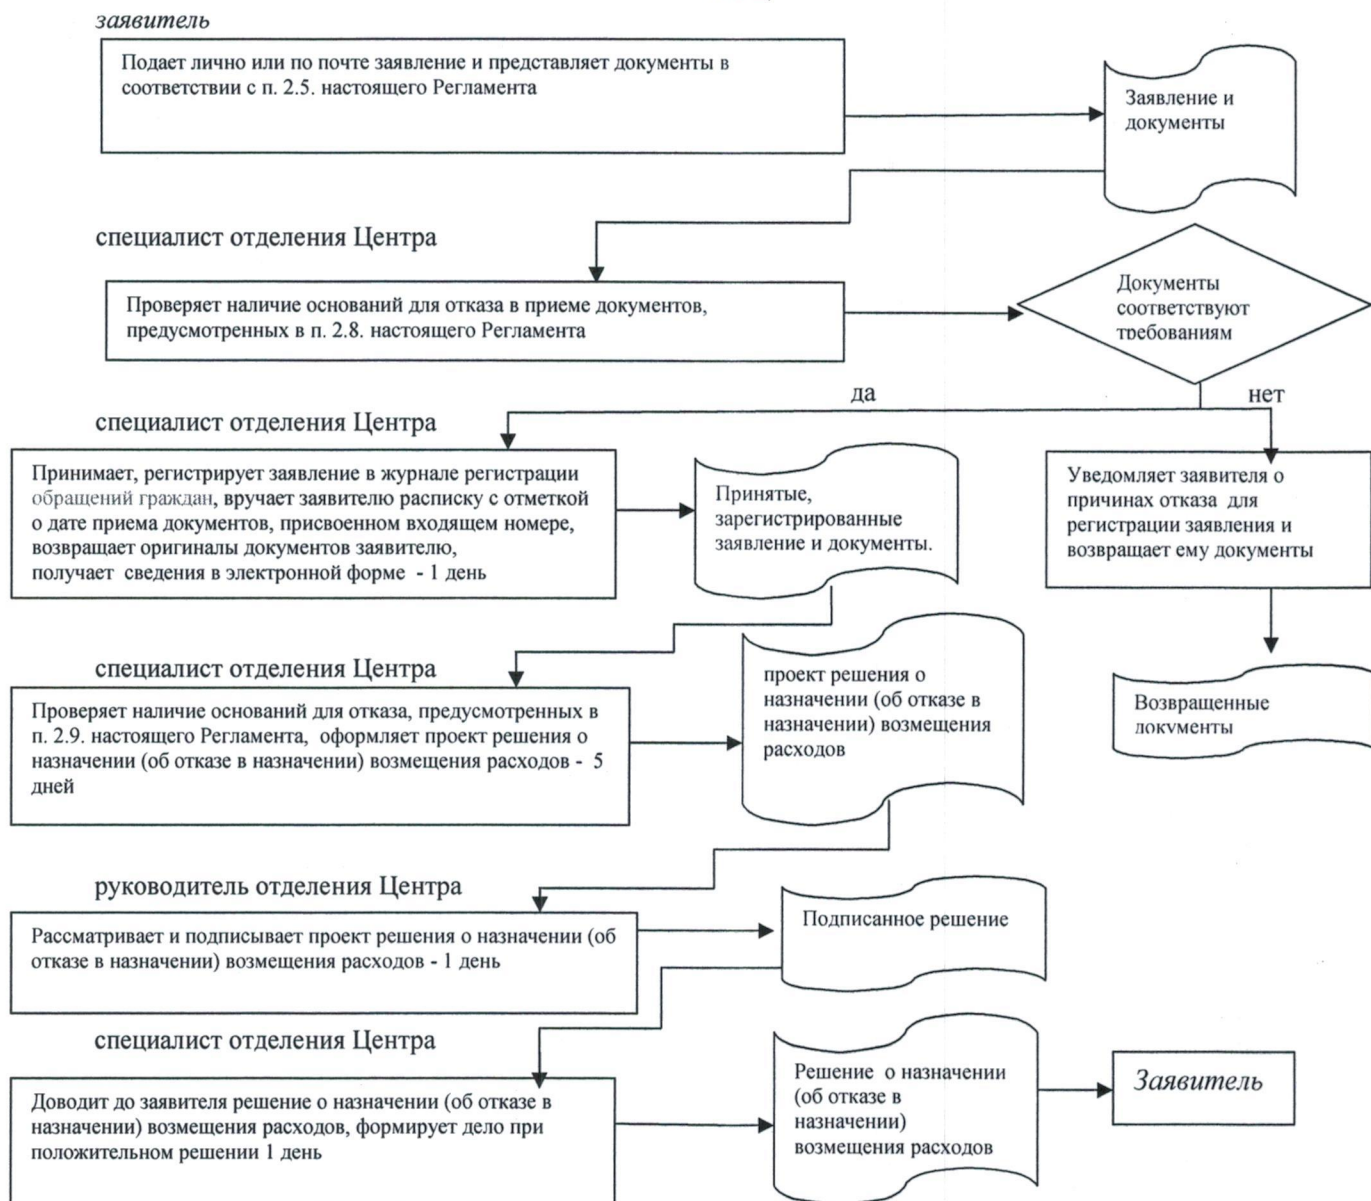 заявитель
Подает лично или по почте заявление и представляет документы в
соответствии с п. 2.5. настоящего Регламента
Заявление и
документы
специалист отделения Центра
Проверяет наличие оснований для отказа в приеме документов,
предусмотренных в п. 2.8. настоящего Регламента
Документы
соответствуют
требованиям
да
нет
специалист отделения Центра
Принимает, регистрирует заявление в журнале регистрации
обращений граждан, вручает заявителю расписку с отметкой
о дате приема документов, присвоенном входящем номере,
возвращает оригиналы документов заявителю,
получает сведения в электронной форме - 1 день
Принятые,
зарегистрированные
заявление и документы.
Уведомляет заявителя о
причинах отказа для
регистрации заявления и
возвращает ему документы
специалист отделения Центра
Проверяет наличие оснований для отказа, предусмотренных в
п. 2.9. настоящего Регламента, оформляет проект решения о
назначении (об отказе в назначении) возмещения расходов - 5
дней
проект решения о
назначении (об отказе в
назначении) возмещения
расходов
Возвращенные
документы
руководитель отделения Центра
Рассматривает и подписывает проект решения о назначении (об
отказе в назначении) возмещения расходов - 1 день
Подписанное решение
специалист отделения Центра
Доводит до заявителя решение о назначении (об отказе в
назначении) возмещения расходов, формирует дело при
положительном решении 1 день
Решение о назначении
(об отказе в
назначении)
возмещения расходов
Заявитель